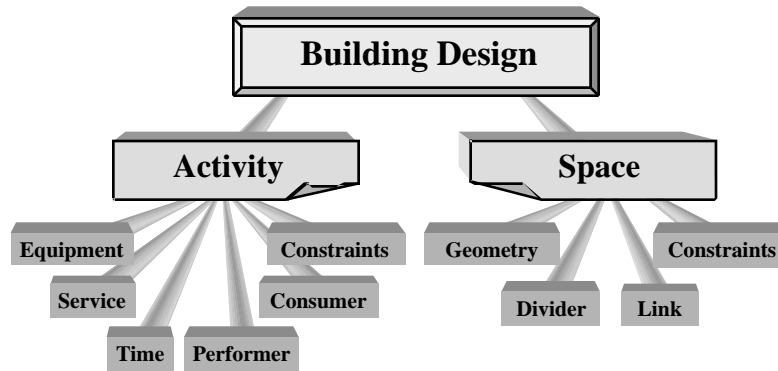 Building Design
Activity
Space
Equipment
Constraints
Geometry
Constraints
Service
Consumer
Divider
Link
Time
Performer